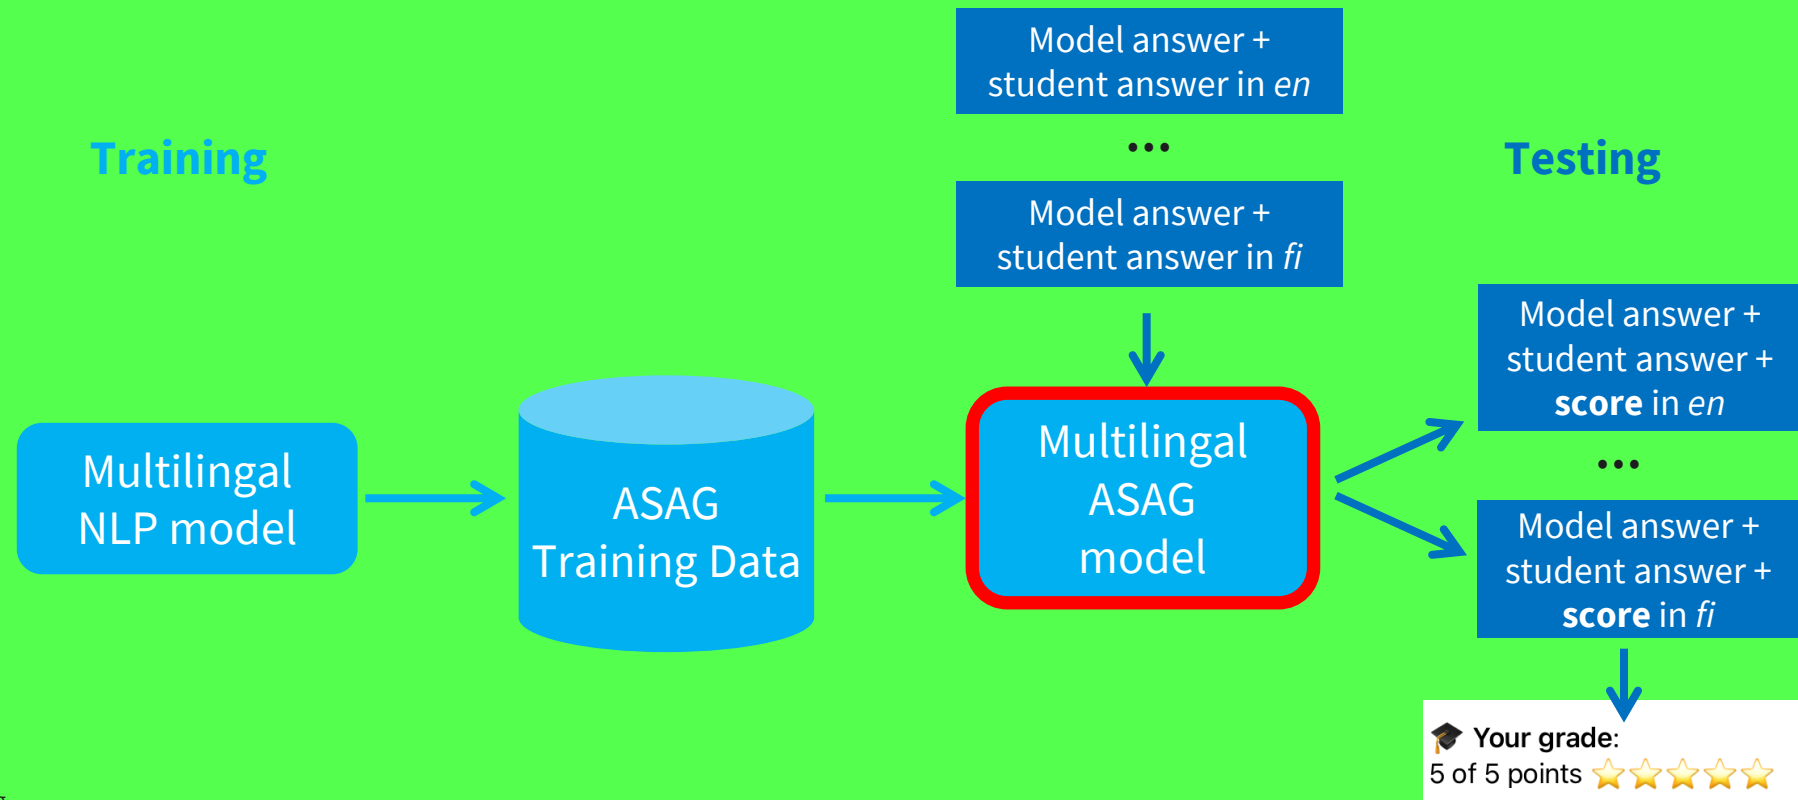 Training
Testing
Model answer +
student answer in en
...
Model answer +
student answer in fi
Multilingal
NLP model
ASAG
Training Data
Multilingal
ASAG
model
Model answer +
student answer +
score in en
...
Model answer +
student answer +
score in fi
🎓 Your grade:
5 of 5 points ⭐⭐⭐⭐⭐